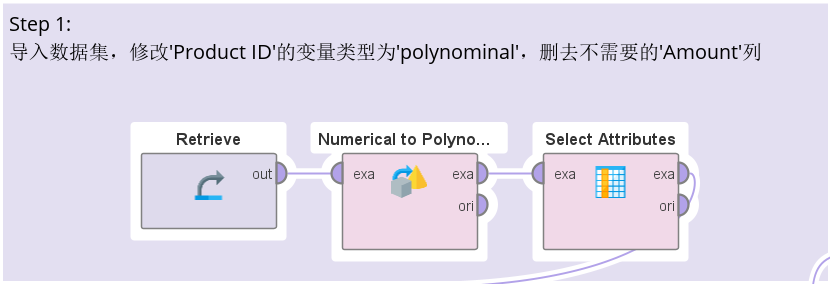 Step 1:
导入数据集，修改'Product ID'的变量类型为'polynominal'，删去不需要的'Amount'列
Retrieve
Numerical to Polyno...
Select Attributes
out
exa
exa
exa
exa
ori
ori